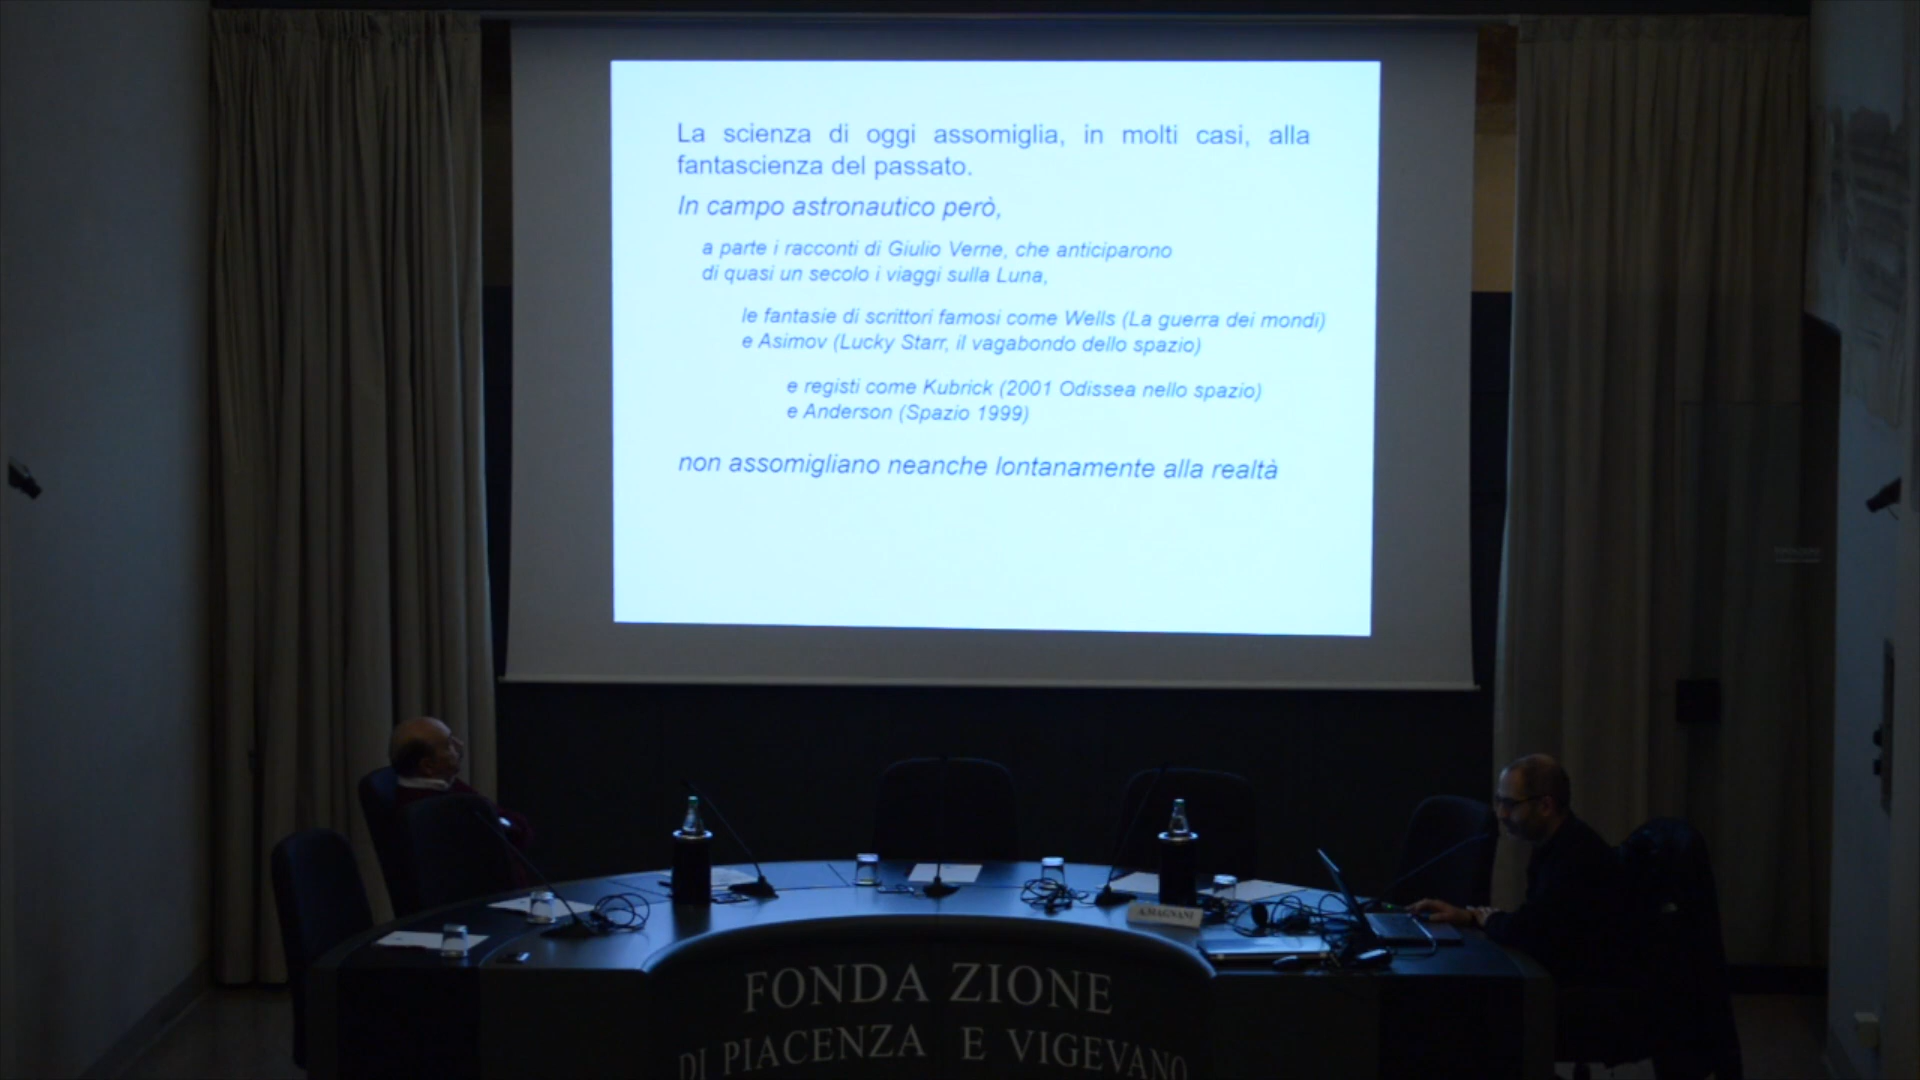 La scienza di oggi assomiglia, in molti casi, alla
fantascienza del passato.
In campo astronautico però,
a parte i racconti di Giulio Verne, che anticiparono
di quasi un secolo i viaggi sulla Luna,
le fantasie di scrittori famosi come Wells (La guerra dei mondi)
e Asimov (Lucky Starr, il vagabondo dello spazio)
e registi come Kubrick (2001 Odissea nello spazio)
e Anderson (Spazio 1999)
non assomigliano neanche lontanamente alla realtà
A.MAGNANI
FONDAZIONE
DI PIACENZA E VIGEVANO